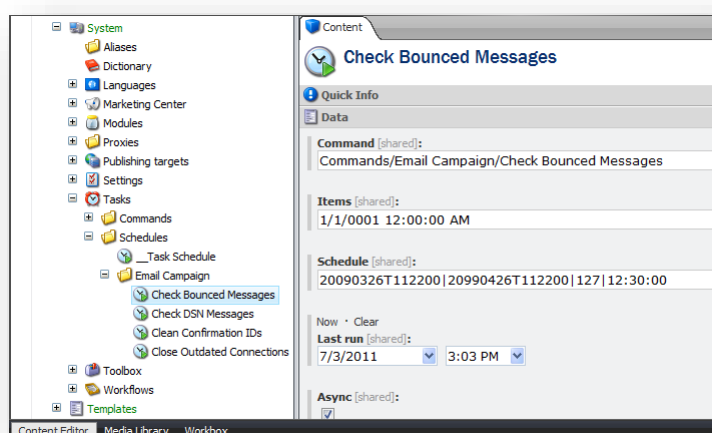 System
Aliases
Dictionary
Languages
Marketing Center
Modules
Proxies
Publishing targets
Settings
Tasks
Commands
Schedules
__Task Schedule
Email Campaign
Check Bounced Messages
Check DSN Messages
Clean Confirmation IDs
Close Outdated Connections
Toolbox
Workflows
Templates
Content Editor Media Library Workbox
Content
Check Bounced Messages
Quick Info
Data
Command [shared]:
Commands/Email Campaign/Check Bounced Messages
Items [shared]:
1/1/0001 12:00:00 AM
Schedule [shared]:
20090326T112200|20990426T112200|127|12:30:00
Now · Clear
Last run [shared]:
7/3/2011 3:03 PM
Async [shared]: